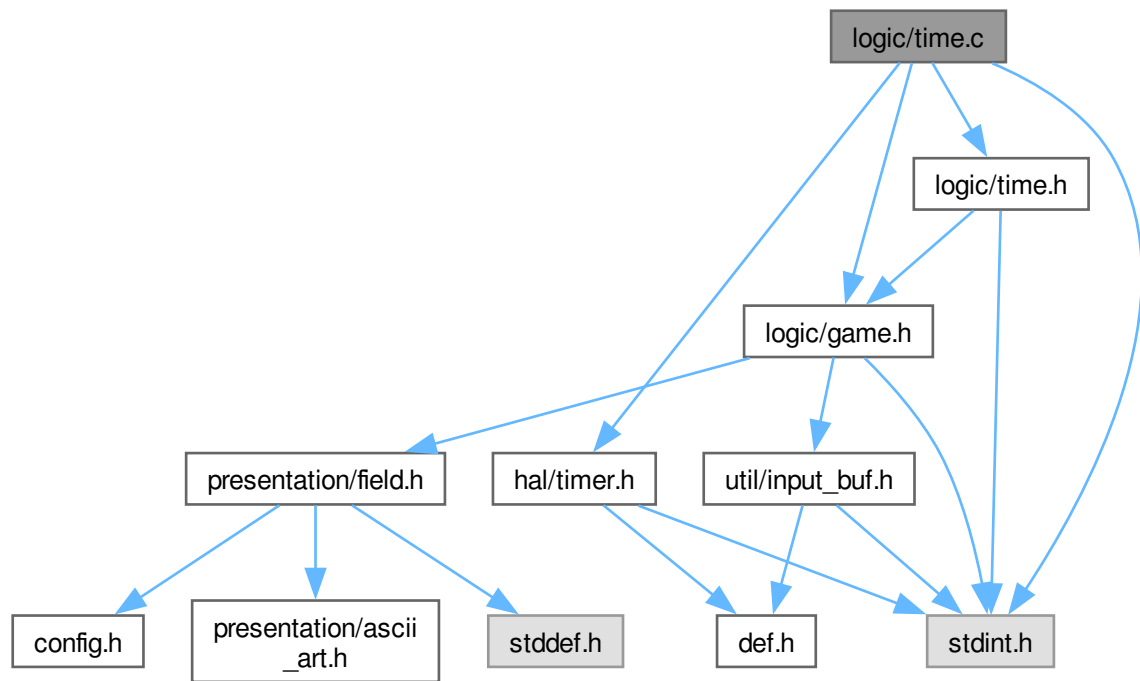 logic/time.c
logic/time.h
logic/game.h
presentation/field.h
hal/timer.h
util/input_buf.h
config.h
presentation/ascii
_art.h
stddef.h
def.h
stdint.h